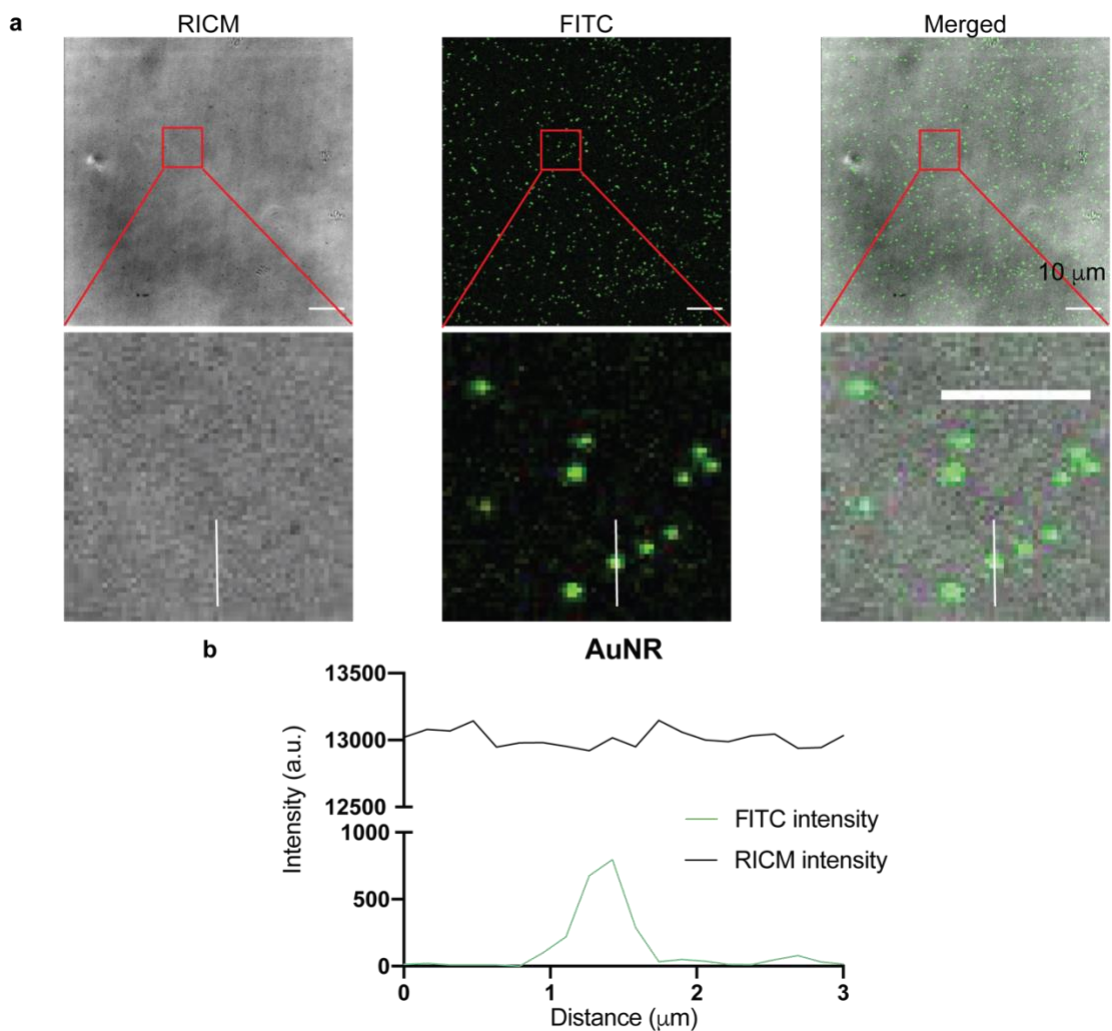 a
RICM
FITC
Merged
10 μm
b
AuNR
13500
13000
12500
1000
500
0
Intensity (a.u.)
FITC intensity
RICM intensity
0
1
2
3
Distance (μm)